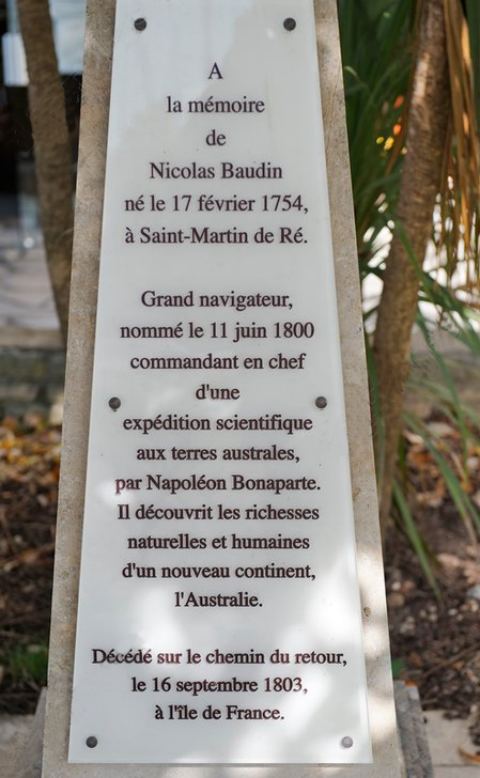 A
la mémoire
de
Nicolas Baudin
né le 17 février 1754,
à Saint-Martin de Ré.
Grand navigateur,
nommé le 11 juin 1800
commandant en chef
d'une
expédition scientifique
aux terres australes,
par Napoléon Bonaparte.
Il découvrit les richesses
naturelles et humaines
d'un nouveau continent,
l'Australie.
Décédé sur le chemin du retour,
le 16 septembre 1803,
à l'île de France.